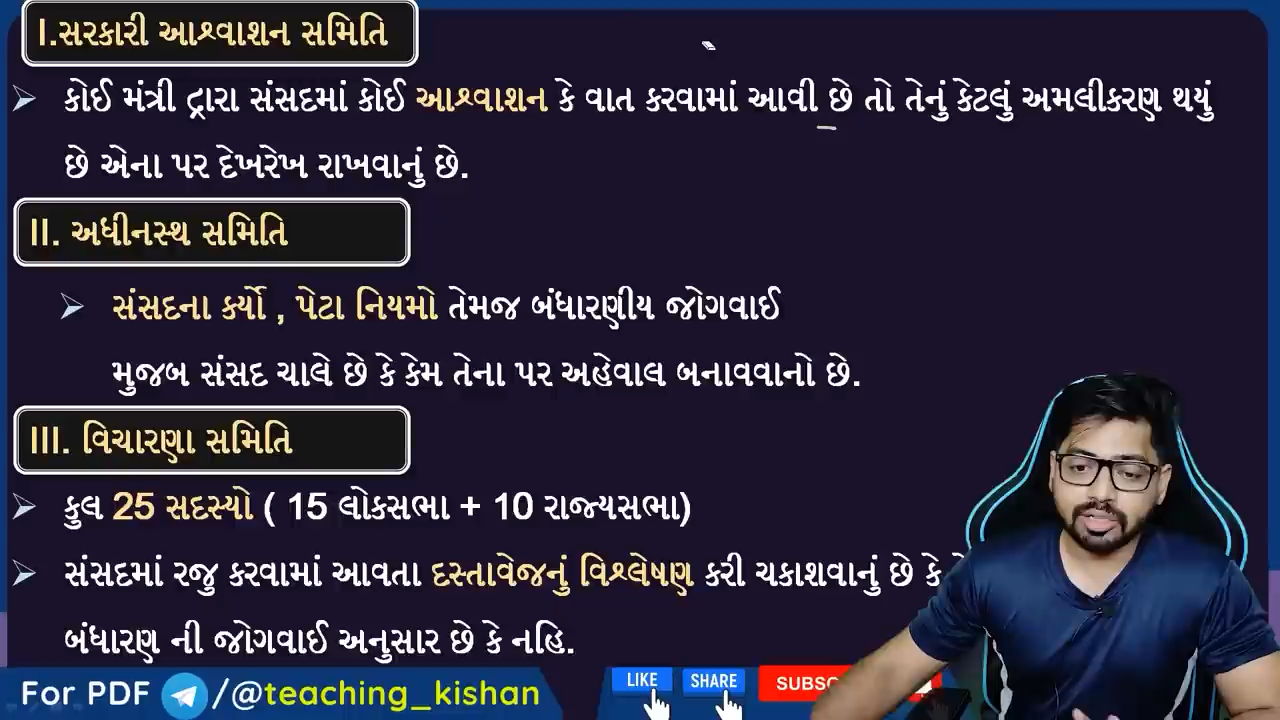 I.સરકારી આશ્વાશન સમિતિ
કોઈ મંત્રી દ્રારા સંસદમાં કોઈ આશ્વાશન કે વાત કરવામાં આવી છે તો તેનું કેટલું અમલીકરણ થયું
છે એના પર દેખરેખ રાખવાનું છે.
II. અધીનસ્થ સમિતિ
સંસદના કર્યો , પેટા નિયમો તેમજ બંધારણીય જોગવાઈ
મુજબ સંસદ ચાલે છે કે કેમ તેના પર અહેવાલ બનાવવાનો છે.
III. વિચારણા સમિતિ
કુલ 25 સદસ્યો ( 15 લોકસભા + 10 રાજ્યસભા)
સંસદમાં રજુ કરવામાં આવતા દસ્તાવેજનું વિશ્લેષણ કરી ચકાશવાનું છે કે
બંધારણ ની જોગવાઈ અનુસાર છે કે નહિ.
For PDF /@teaching_kishan
LIKE SHARE